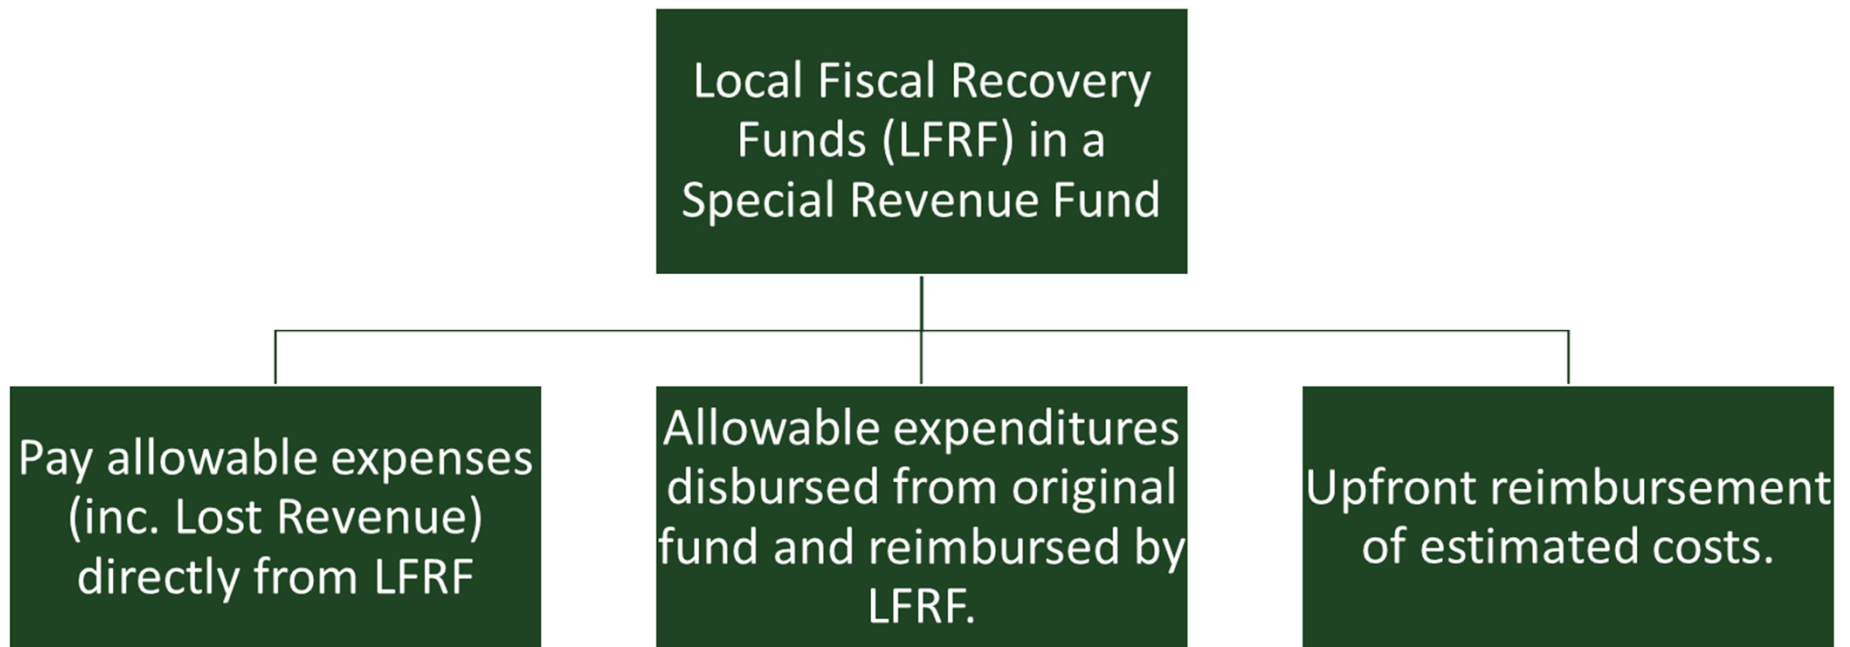 Local Fiscal Recovery
Funds (LFRF) in a
Special Revenue Fund
Pay allowable expenses
(inc. Lost Revenue)
directly from LFRF
Allowable expenditures
disbursed from original
fund and reimbursed by
LFRF.
Upfront reimbursement
of estimated costs.